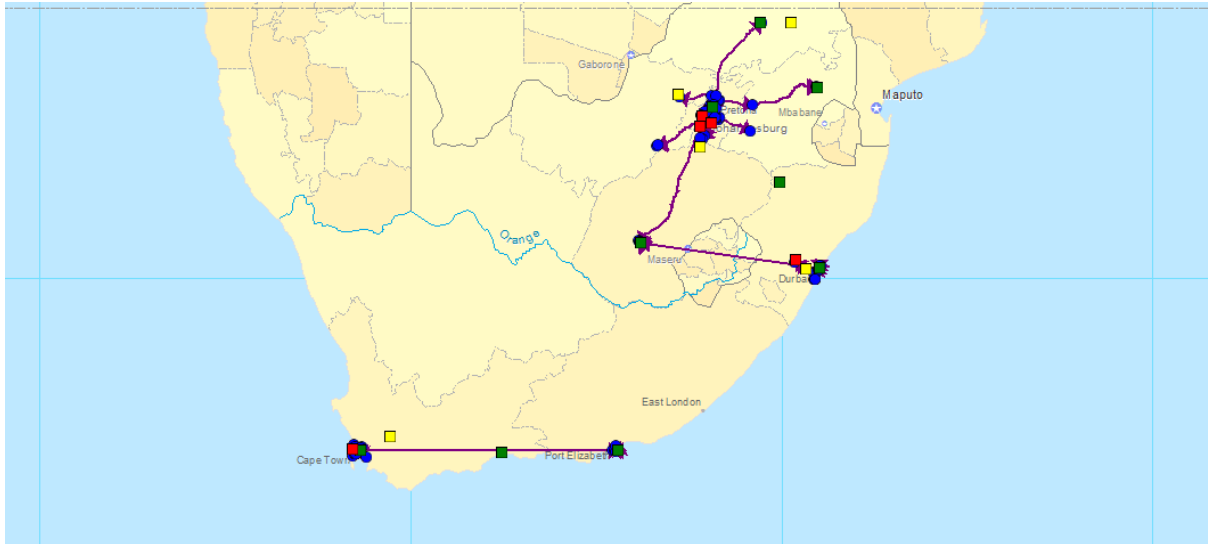 Gaborone
Maputo
Pretoria
Mbabane
Johannesburg
Orange
Maseru
Durban
East London
Cape Town
Port Elizabeth